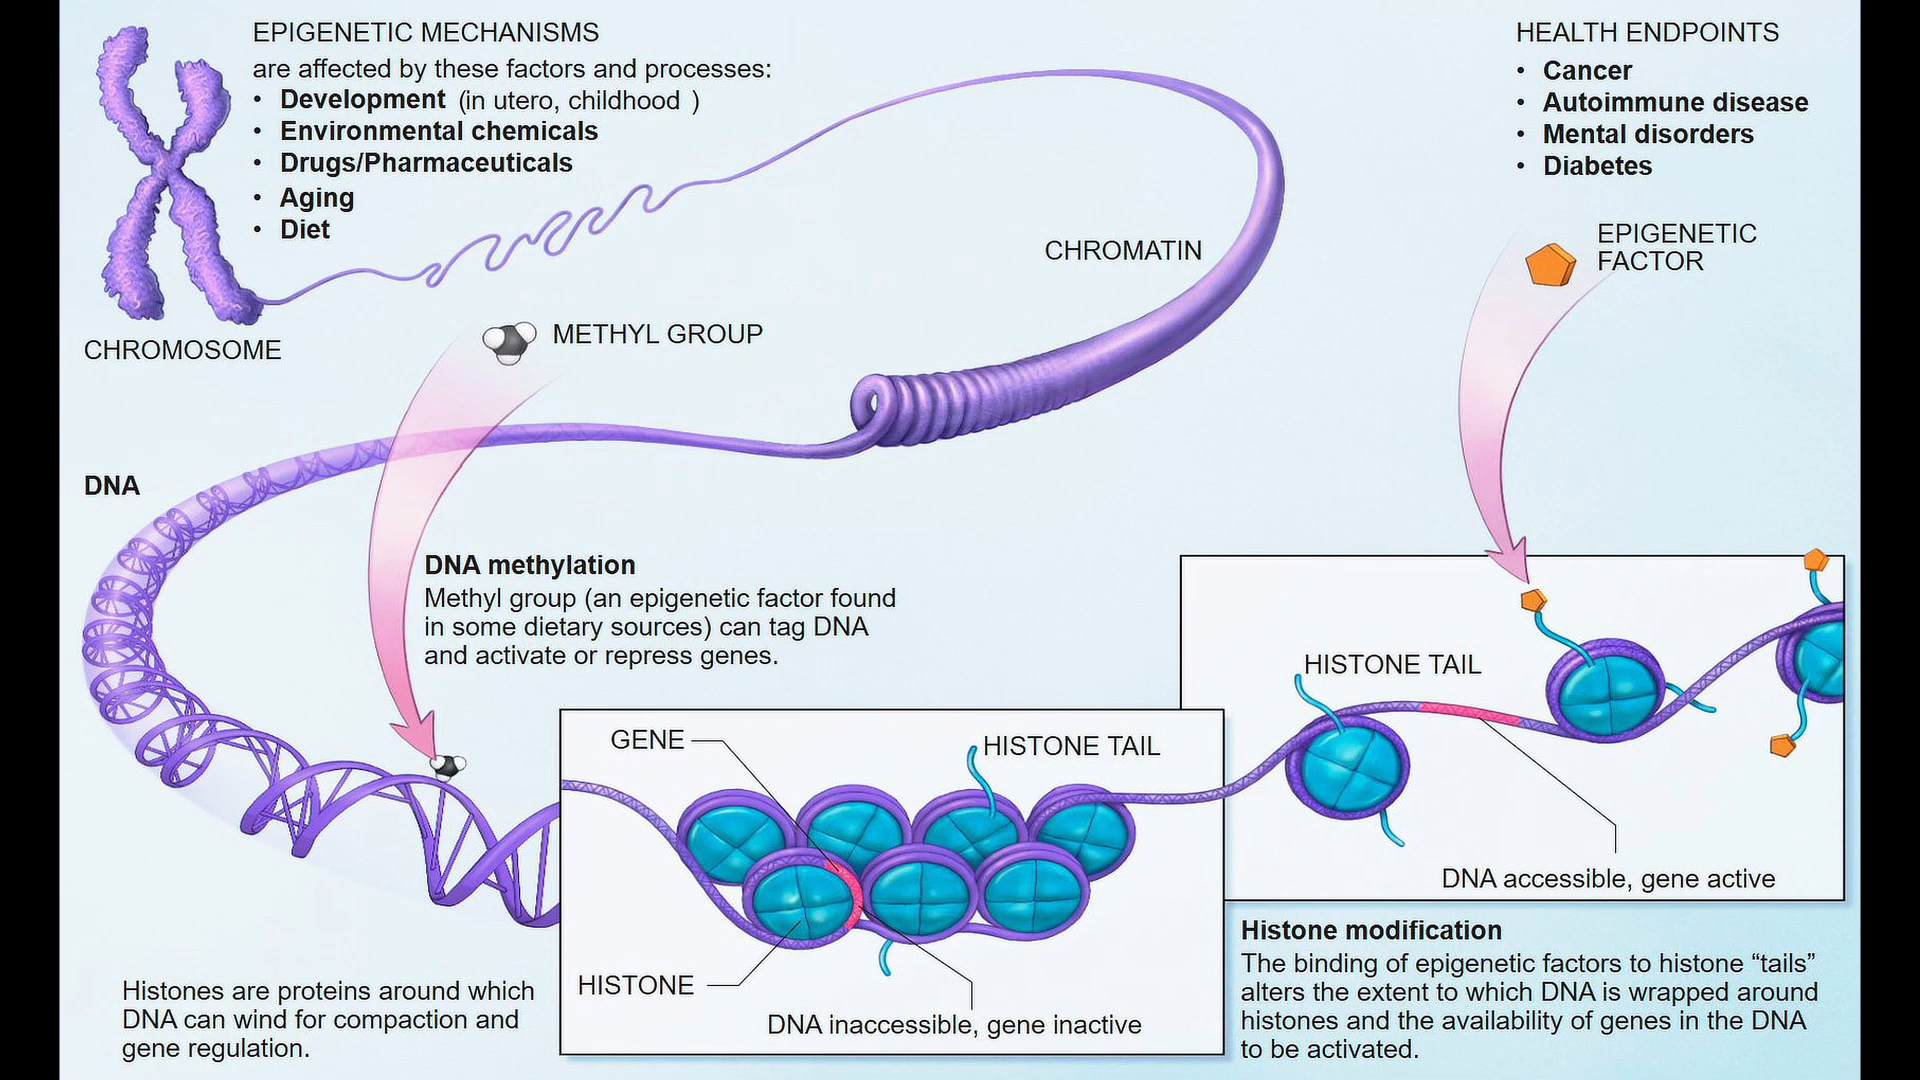 EPIGENETIC MECHANISMS
are affected by these factors and processes:
• Development (in utero, childhood )
• Environmental chemicals
• Drugs/Pharmaceuticals
• Aging
• Diet
HEALTH ENDPOINTS
• Cancer
• Autoimmune disease
• Mental disorders
• Diabetes
EPIGENETIC
FACTOR
CHROMATIN
CHROMOSOME
METHYL GROUP
DNA
DNA methylation
Methyl group (an epigenetic factor found
in some dietary sources) can tag DNA
and activate or repress genes.
HISTONE TAIL
GENE
HISTONE TAIL
DNA accessible, gene active
HISTONE
DNA inaccessible, gene inactive
Histones are proteins around which
DNA can wind for compaction and
gene regulation.
Histone modification
The binding of epigenetic factors to histone “tails”
alters the extent to which DNA is wrapped around
histones and the availability of genes in the DNA
to be activated.